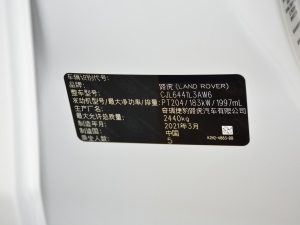 车辆识别代号:
品牌: 路虎 (LAND ROVER)
整车型号: CJL6441L3AW6
发动机型号/最大净功率/排量: PT204/183kW/1997mL
制造厂名: 奇瑞捷豹路虎汽车有限公司
最大允许总质量: 2440kg
制造年月: 2021年3月
制造国: 中国
乘坐人数: 5